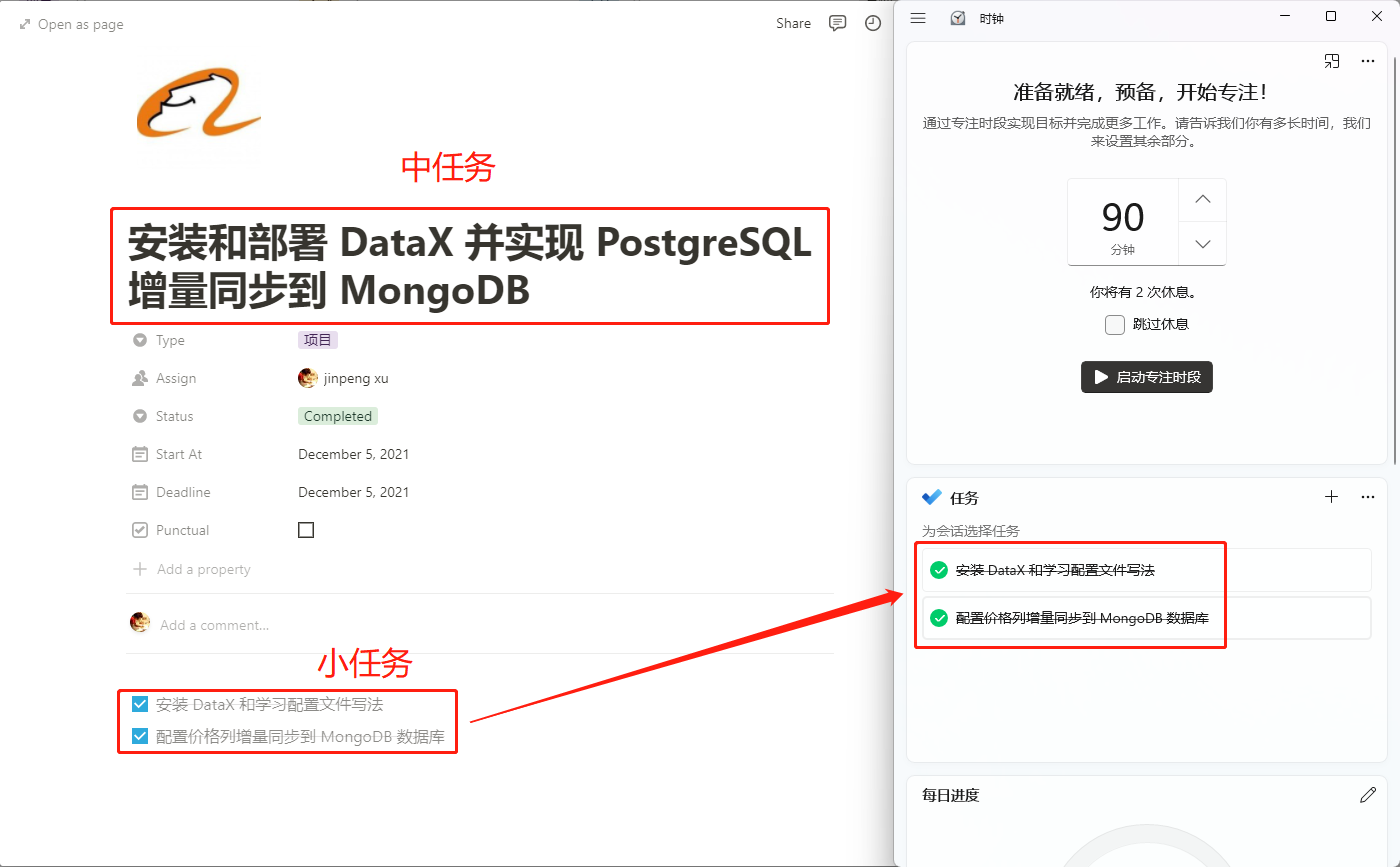 Open as page
Share
中任务
安装和部署 DataX 并实现 PostgreSQL
增量同步到 MongoDB
Type
项目
Assign
jinpeng xu
Status
Completed
Start At
December 5, 2021
Deadline
December 5, 2021
Punctual
Add a property
Add a comment...
小任务
安装 DataX 和学习配置文件写法
配置价格列增量同步到 MongoDB 数据库
时钟
准备就绪，预备，开始专注！
通过专注时段实现目标并完成更多工作。请告诉我们你有多长时间，我们
来设置其余部分。
90
分钟
你将有 2 次休息。
跳过休息
启动专注时段
任务
为会话选择任务
安装 DataX 和学习配置文件写法
配置价格列增量同步到 MongoDB 数据库
每日进度